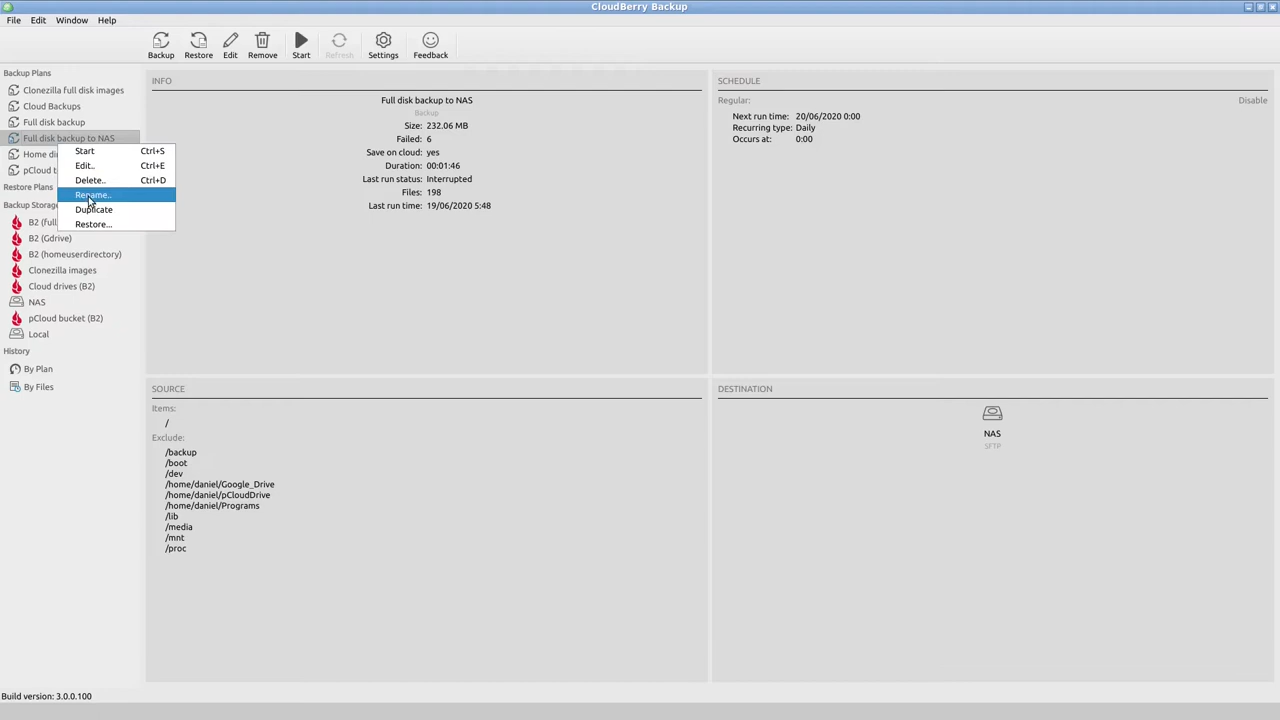 CloudBerry Backup
File Edit Window Help
Backup Restore Edit Remove Start Refresh Settings Feedback
Backup Plans
Clonezilla full disk images
Cloud Backups
Full disk backup
Full disk backup to NAS
Home di
pCloud t
Restore Plans
Backup Storag
B2 (full
B2 (Gdrive)
B2 (homeuserdirectory)
Clonezilla images
Cloud drives (B2)
NAS
pCloud bucket (B2)
Local
History
By Plan
By Files
Start Ctrl+S
Edit.. Ctrl+E
Delete.. Ctrl+D
Rename..
Duplicate
Restore...
INFO
Full disk backup to NAS
Backup
Size: 232.06 MB
Failed: 6
Save on cloud: yes
Duration: 00:01:46
Last run status: Interrupted
Files: 198
Last run time: 19/06/2020 5:48
SCHEDULE
Regular: Disable
Next run time: 20/06/2020 0:00
Recurring type: Daily
Occurs at: 0:00
SOURCE
Items:
/
Exclude:
/backup
/boot
/dev
/home/daniel/Google_Drive
/home/daniel/pCloudDrive
/home/daniel/Programs
/lib
/media
/mnt
/proc
DESTINATION
NAS
SFTP
Build version: 3.0.0.100